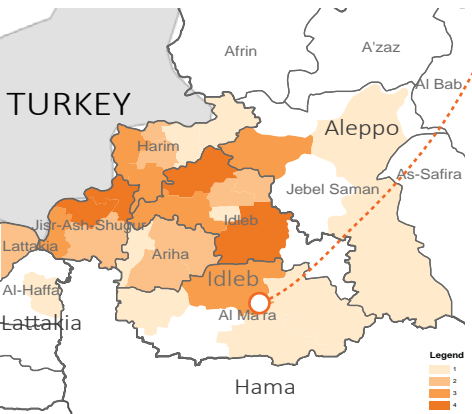 Afrin
A'zaz
Al Bab
TURKEY
Aleppo
Harim
As-Safira
Jebel Saman
Idleb
Jisr-Ash-Shugur
Lattakia
Ariha
Idleb
Al-Haffa
Al Ma'ra
Lattakia
Hama
Legend
1
2
3
4